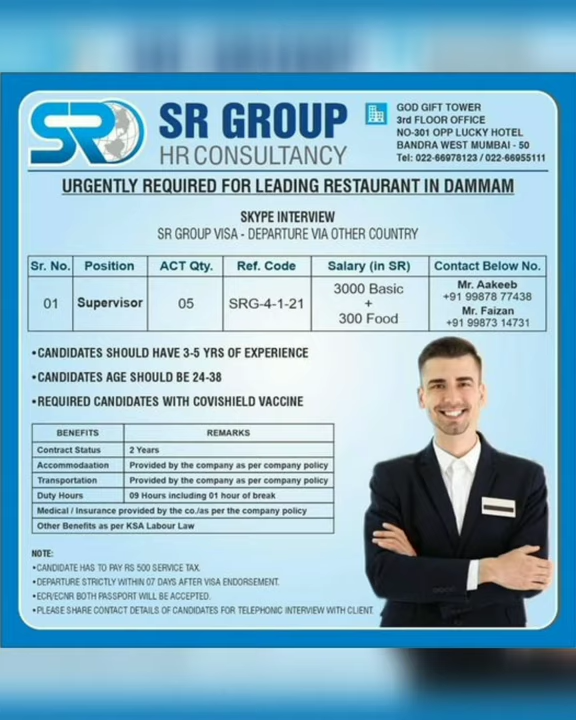 SR
SR GROUP
HR CONSULTANCY
GOD GIFT TOWER
3rd FLOOR OFFICE
NO-301 OPP LUCKY HOTEL
BANDRA WEST MUMBAI - 50
Tel: 022-66978123 / 022-66955111
URGENTLY REQUIRED FOR LEADING RESTAURANT IN DAMMAM
SKYPE INTERVIEW
SR GROUP VISA - DEPARTURE VIA OTHER COUNTRY
Sr. No. Position ACT Qty. Ref. Code Salary (in SR) Contact Below No.
01 Supervisor 05 SRG-4-1-21 3000 Basic + 300 Food Mr. Aakeeb +91 99878 77438 Mr. Faizan +91 99873 14731
•CANDIDATES SHOULD HAVE 3-5 YRS OF EXPERIENCE
•CANDIDATES AGE SHOULD BE 24-38
•REQUIRED CANDIDATES WITH COVISHIELD VACCINE
BENEFITS REMARKS
Contract Status 2 Years
Accommodaation Provided by the company as per company policy
Transportation Provided by the company as per company policy
Duty Hours 09 Hours including 01 hour of break
Medical / Insurance provided by the co./as per the company policy
Other Benefits as per KSA Labour Law
NOTE:
•CANDIDATE HAS TO PAY RS 500 SERVICE TAX.
•DEPARTURE STRICTLY WITHIN 07 DAYS AFTER VISA ENDORSEMENT.
•ECR/ECNR BOTH PASSPORT WILL BE ACCEPTED.
•PLEASE SHARE CONTACT DETAILS OF CANDIDATES FOR TELEPHONIC INTERVIEW WITH CLIENT.